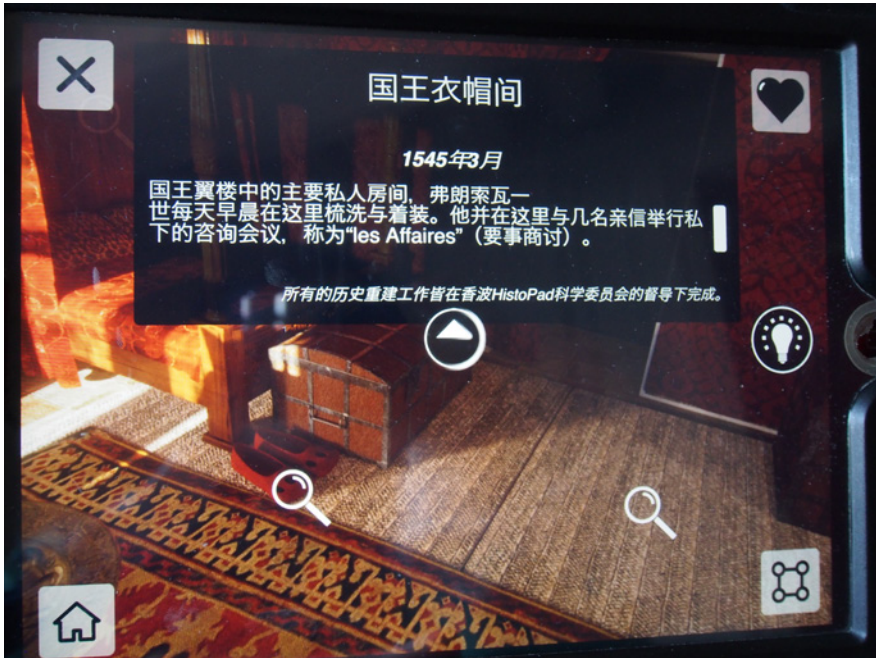 国王衣帽间
1545年3月
国王翼楼中的主要私人房间，弗朗索瓦一
世每天早晨在这里梳洗与着装。他并在这里与几名亲信举行私
下的咨询会议，称为“les Affaires”（要事商讨）。
所有的历史重建工作皆在香波HistoPad科学委员会的督导下完成。